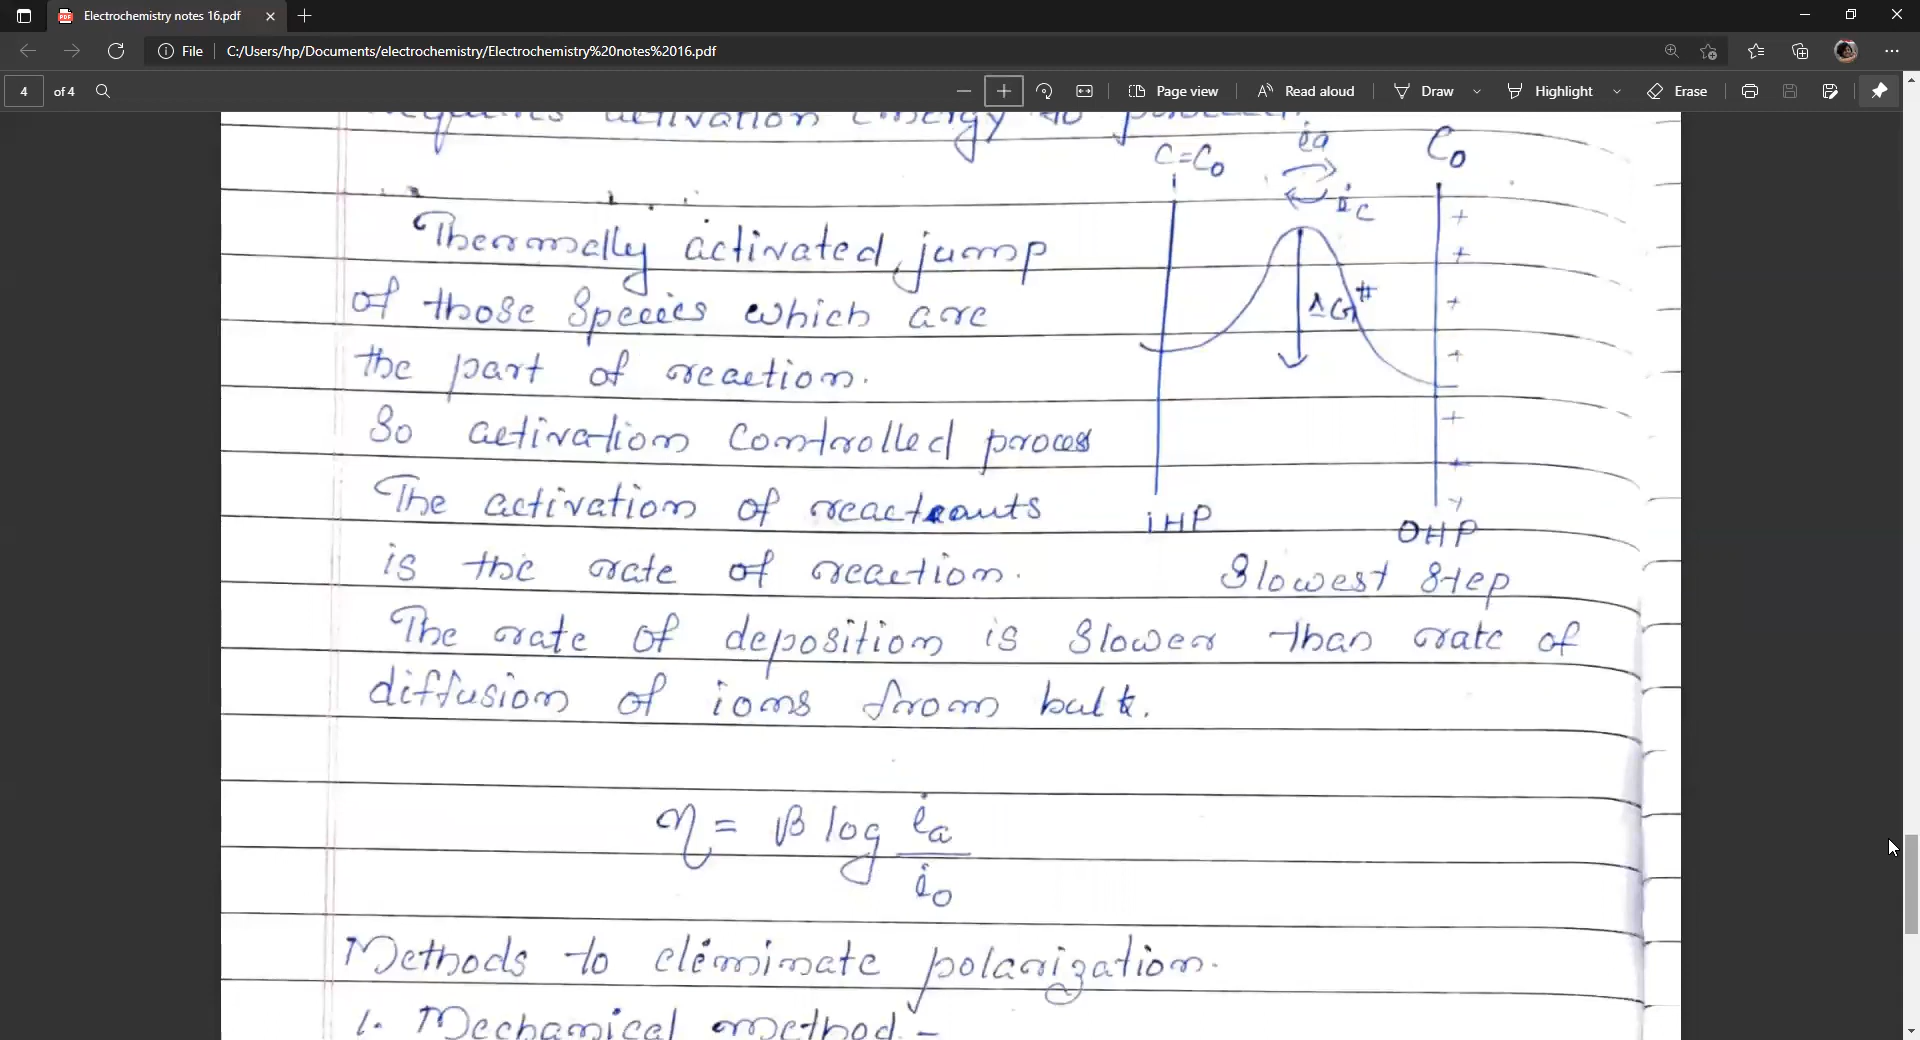 Electrochemistry notes 16.pdf
File C:/Users/hp/Documents/electrochemistry/Electrochemistry%20notes%2016.pdf
4 of 4 Page view Read aloud Draw Highlight Erase
activation energy to
C=C₀ ia C₀
ic
Thermally activated jump
of those species which are
ΔG#
the part of reaction.
So activation controlled process
The activation of reactants
IHP OHP
is the rate of reaction. Slowest step
The rate of deposition is slower than rate of
diffusion of ions from bulk.
η = β log ia/i₀
Methods to eleminate polarization.
1. Mechanical method -